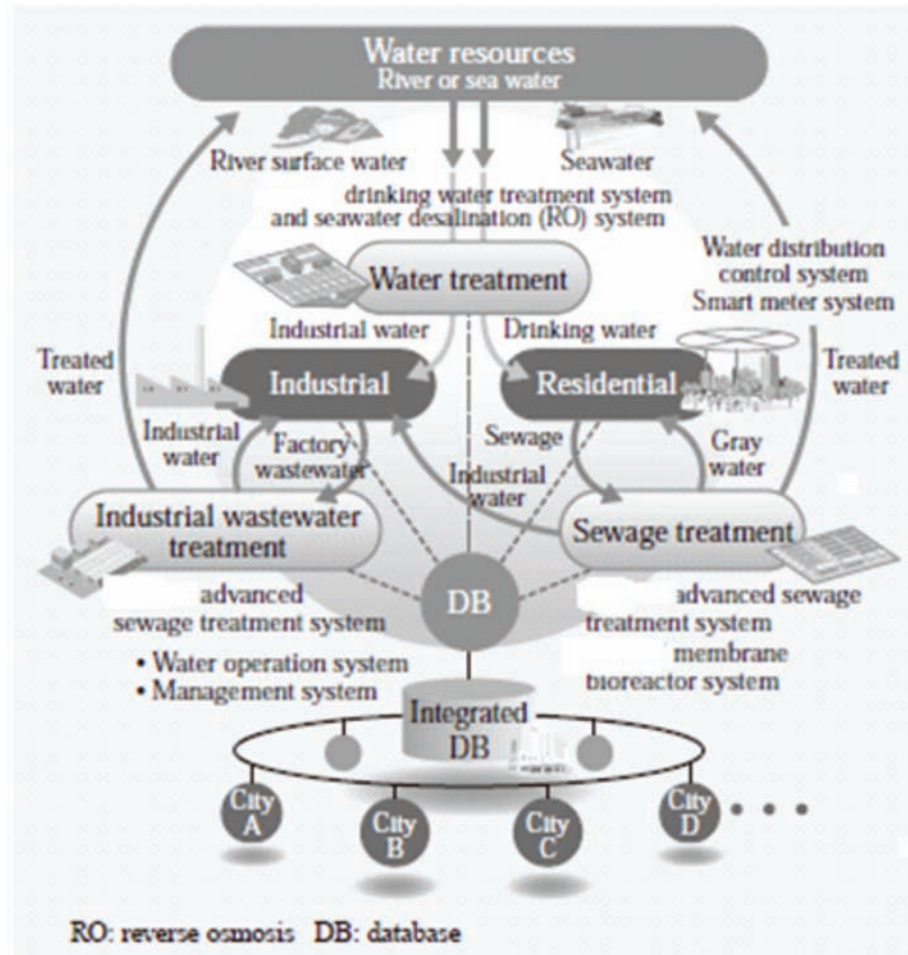 Water resources
River or sea water
River surface water
Seawater
drinking water treatment system
and seawater desalination (RO) system
Water treatment
Water distribution
control system
Smart meter system
Industrial water
Drinking water
Treated
water
Industrial
Residential
Treated
water
Industrial
water
Factory
wastewater
Sewage
Industrial
water
Gray
water
Industrial wastewater
treatment
Sewage treatment
DB
advanced
sewage treatment system
advanced sewage
treatment system
membrane
bioreactor system
• Water operation system
• Management system
Integrated
DB
City
A
City
B
City
C
City
D
• • •
RO: reverse osmosis DB: database